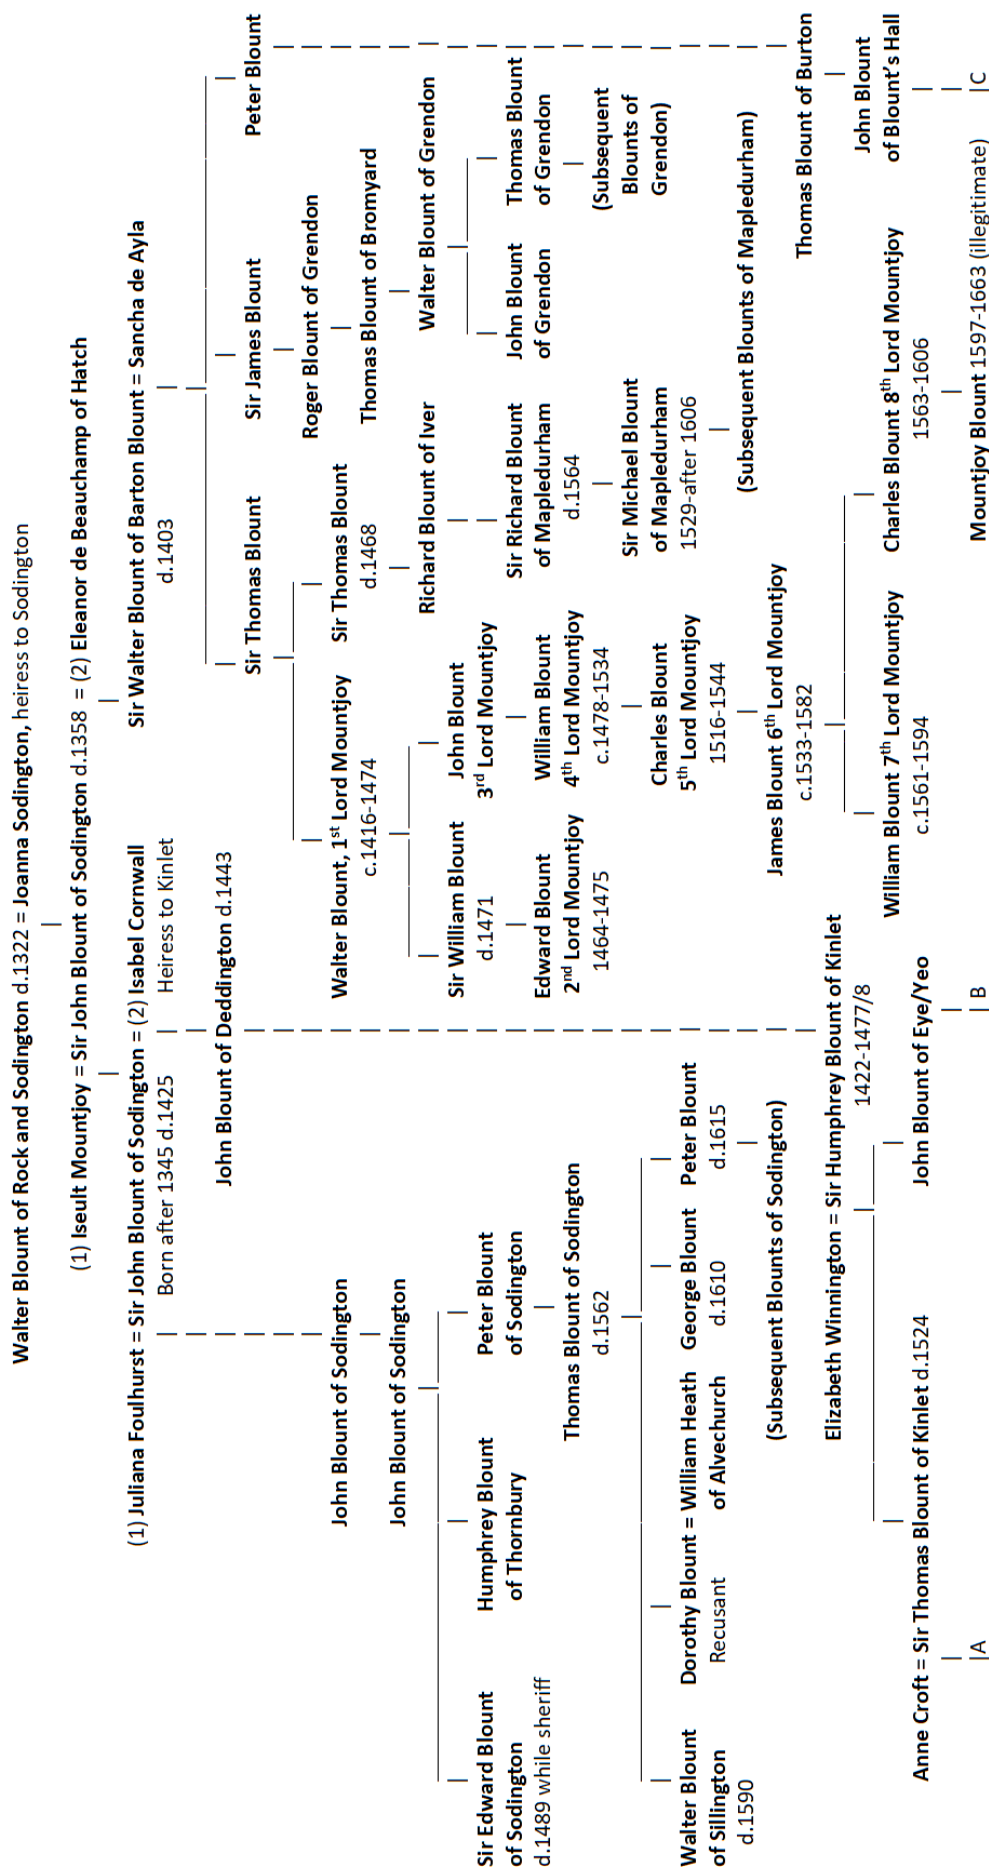 Walter Blount of Rock and Sodington d.1322 = Joanna Sodington, heiress to Sodington
(1) Iseult Mountjoy = Sir John Blount of Sodington d.1358 = (2) Eleanor de Beauchamp of Hatch
(1) Juliana Foulhurst = Sir John Blount of Sodington = (2) Isabel Cornwall
Born after 1345 d.1425
Heiress to Kinlet
Sir Walter Blount of Barton Blount = Sancha de Ayla
d.1403
John Blount of Deddington d.1443
Sir Thomas Blount
Sir James Blount
Peter Blount
Roger Blount of Grendon
John Blount of Sodington
Walter Blount, 1st Lord Mountjoy
c.1416-1474
Sir Thomas Blount
d.1468
Thomas Blount of Bromyard
John Blount of Sodington
Richard Blount of Iver
Walter Blount of Grendon
Sir Edward Blount
of Sodington
d.1489 while sheriff
Humphrey Blount
of Thornbury
Peter Blount
of Sodington
Sir William Blount
d.1471
John Blount
3rd Lord Mountjoy
Sir Richard Blount
of Mapledurham
d.1564
John Blount
of Grendon
Thomas Blount
of Grendon
Thomas Blount of Sodington
d.1562
Edward Blount
2nd Lord Mountjoy
1464-1475
William Blount
4th Lord Mountjoy
c.1478-1534
Sir Michael Blount
of Mapledurham
1529-after 1606
(Subsequent
Blounts of
Grendon)
Walter Blount
of Sillington
d.1590
Dorothy Blount = William Heath
Recusant
of Alvechurch
George Blount
d.1610
Peter Blount
d.1615
Charles Blount
5th Lord Mountjoy
1516-1544
(Subsequent Blounts of Sodington)
James Blount 6th Lord Mountjoy
c.1533-1582
(Subsequent Blounts of Mapledurham)
Thomas Blount of Burton
Elizabeth Winnington = Sir Humphrey Blount of Kinlet
1422-1477/8
John Blount
of Blount's Hall
Anne Croft = Sir Thomas Blount of Kinlet d.1524
John Blount of Eye/Yeo
William Blount 7th Lord Mountjoy
c.1561-1594
Charles Blount 8th Lord Mountjoy
1563-1606
Mountjoy Blount 1597-1663 (illegitimate)
A
B
C